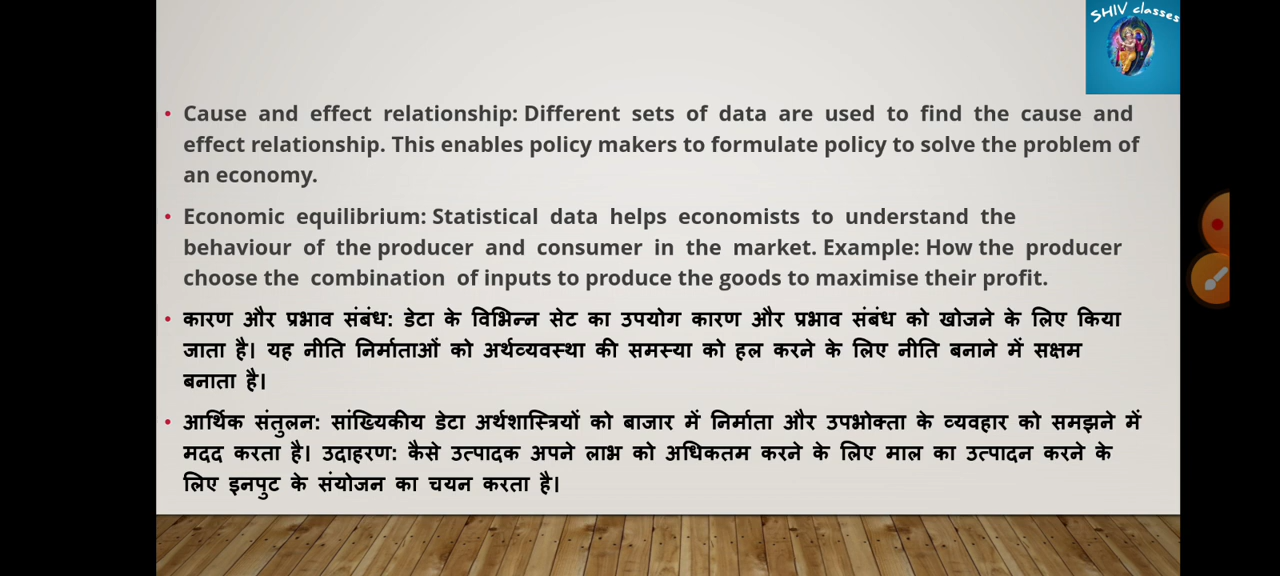 SHIV classes
• Cause and effect relationship: Different sets of data are used to find the cause and
effect relationship. This enables policy makers to formulate policy to solve the problem of
an economy.
• Economic equilibrium: Statistical data helps economists to understand the
behaviour of the producer and consumer in the market. Example: How the producer
choose the combination of inputs to produce the goods to maximise their profit.
• कारण और प्रभाव संबंध: डेटा के विभिन्न सेट का उपयोग कारण और प्रभाव संबंध को खोजने के लिए किया
जाता है। यह नीति निर्माताओं को अर्थव्यवस्था की समस्या को हल करने के लिए नीति बनाने में सक्षम
बनाता है।
• आर्थिक संतुलन: सांख्यिकीय डेटा अर्थशास्त्रियों को बाजार में निर्माता और उपभोक्ता के व्यवहार को समझने में
मदद करता है। उदाहरण: कैसे उत्पादक अपने लाभ को अधिकतम करने के लिए माल का उत्पादन करने के
लिए इनपुट के संयोजन का चयन करता है।